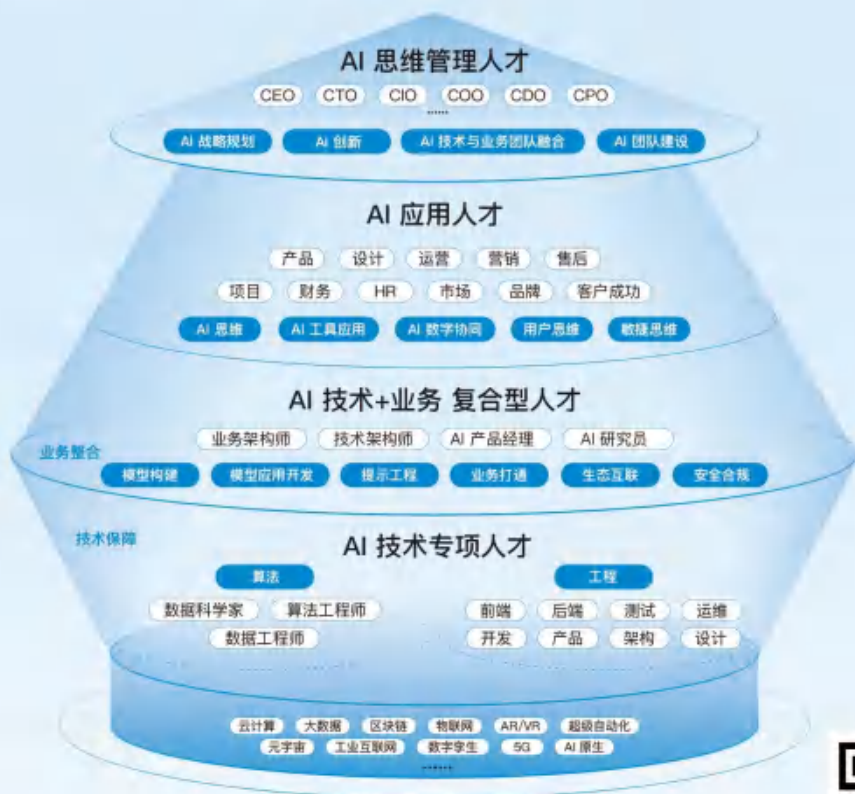 AI 思维管理人才
CEO CTO CIO COO CDO CPO
......
AI 战略规划 AI 创新 AI 技术与业务团队融合 AI 团队建设
AI 应用人才
产品 设计 运营 营销 售后
项目 财务 HR 市场 品牌 客户成功
AI 思维 AI 工具应用 AI 数字协同 用户思维 敏捷思维
AI 技术+业务 复合型人才
业务架构师 技术架构师 AI 产品经理 AI 研究员
业务整合
模型构建 模型应用开发 提示工程 业务打通 生态互联 安全合规
技术保障
AI 技术专项人才
算法 工程
数据科学家 算法工程师 前端 后端 测试 运维
数据工程师 开发 产品 架构 设计
云计算 大数据 区块链 物联网 AR/VR 超级自动化
元宇宙 工业互联网 数字孪生 5G AI 原生
......